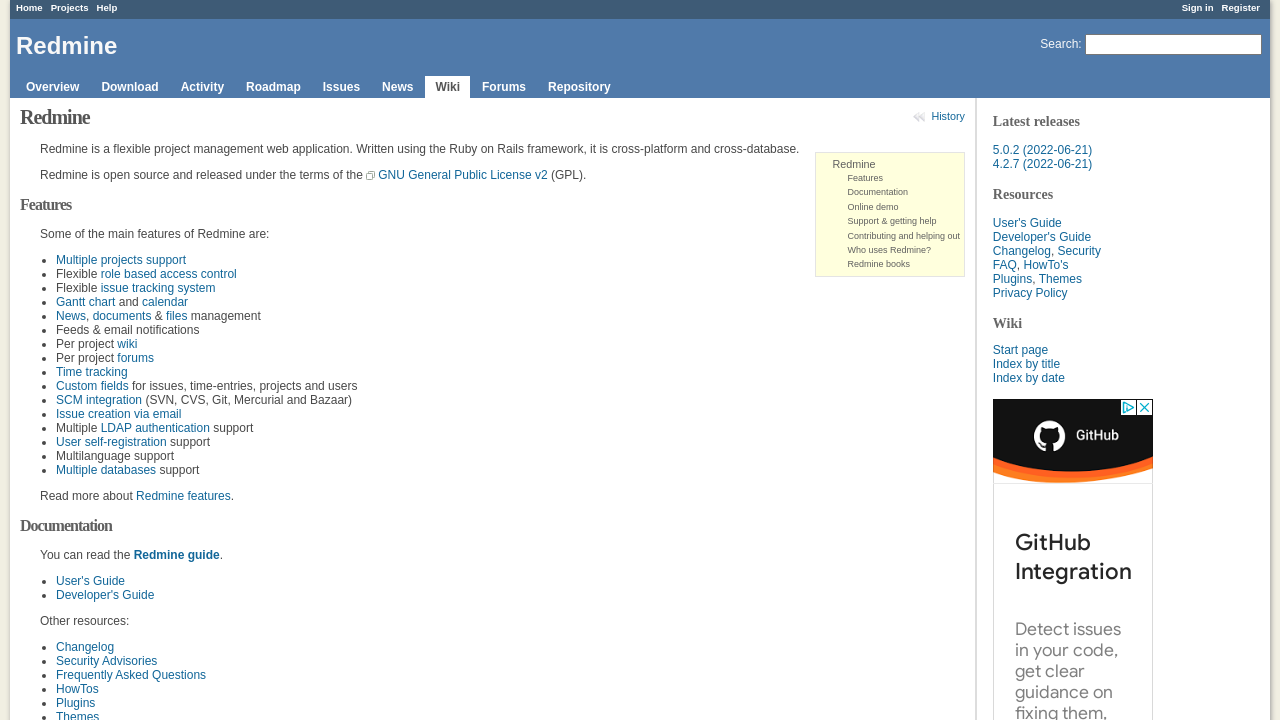 Home Projects Help
Sign in Register
Redmine
Search:
Overview Download Activity Roadmap Issues News Wiki Forums Repository
Redmine
History
Redmine is a flexible project management web application. Written using the Ruby on Rails framework, it is cross-platform and cross-database.
Redmine is open source and released under the terms of the GNU General Public License v2 (GPL).
Redmine
Features
Documentation
Online demo
Support & getting help
Contributing and helping out
Who uses Redmine?
Redmine books
Features
Some of the main features of Redmine are:
Multiple projects support
Flexible role based access control
Flexible issue tracking system
Gantt chart and calendar
News, documents & files management
Feeds & email notifications
Per project wiki
Per project forums
Time tracking
Custom fields for issues, time-entries, projects and users
SCM integration (SVN, CVS, Git, Mercurial and Bazaar)
Issue creation via email
Multiple LDAP authentication support
User self-registration support
Multilanguage support
Multiple databases support
Read more about Redmine features.
Documentation
You can read the Redmine guide.
User's Guide
Developer's Guide
Other resources:
Changelog
Security Advisories
Frequently Asked Questions
HowTos
Plugins
Themes
Latest releases
5.0.2 (2022-06-21)
4.2.7 (2022-06-21)
Resources
User's Guide
Developer's Guide
Changelog, Security
FAQ, HowTo's
Plugins, Themes
Privacy Policy
Wiki
Start page
Index by title
Index by date
GitHub
GitHub
Integration
Detect issues
in your code,
get clear
guidance on
fixing them,